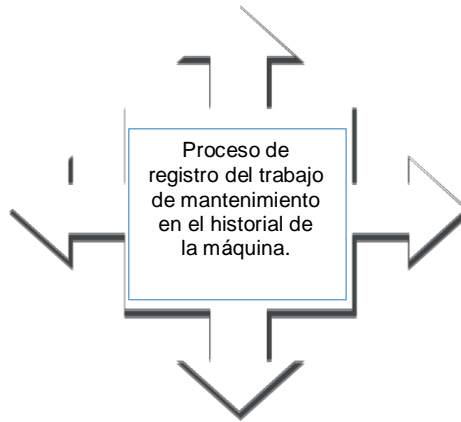 Proceso de
registro del trabajo
de mantenimiento
en el historial de
la máquina.